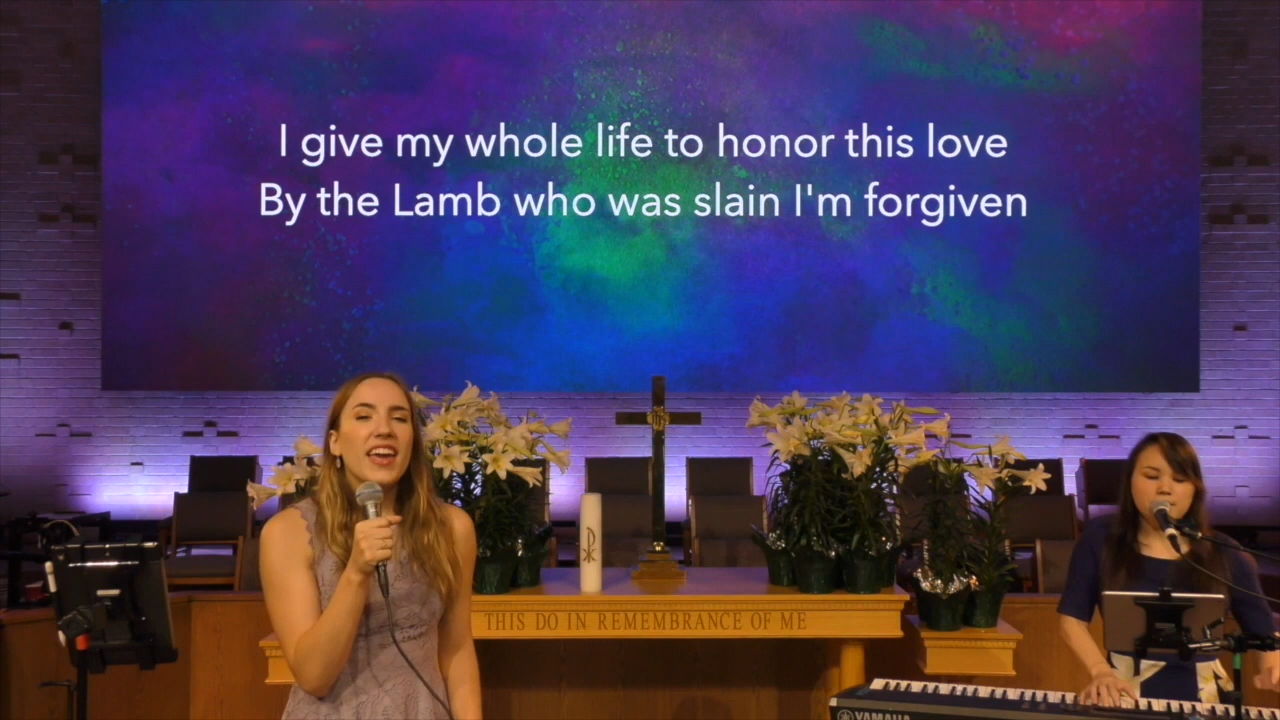 I give my whole life to honor this love
By the Lamb who was slain I'm forgiven
THIS DO IN REMEMBRANCE OF ME
YAMAHA